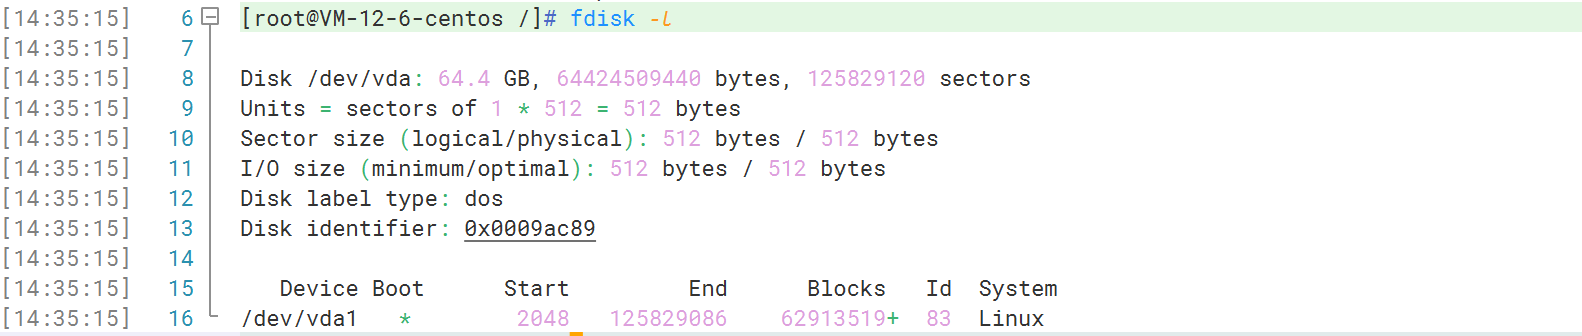 [14:35:15] 6 [root@VM-12-6-centos /]# fdisk -l
[14:35:15] 7
[14:35:15] 8 Disk /dev/vda: 64.4 GB, 64424509440 bytes, 125829120 sectors
[14:35:15] 9 Units = sectors of 1 * 512 = 512 bytes
[14:35:15] 10 Sector size (logical/physical): 512 bytes / 512 bytes
[14:35:15] 11 I/O size (minimum/optimal): 512 bytes / 512 bytes
[14:35:15] 12 Disk label type: dos
[14:35:15] 13 Disk identifier: 0x0009ac89
[14:35:15] 14
[14:35:15] 15 Device Boot Start End Blocks Id System
[14:35:15] 16 /dev/vda1 * 2048 125829086 62913519+ 83 Linux